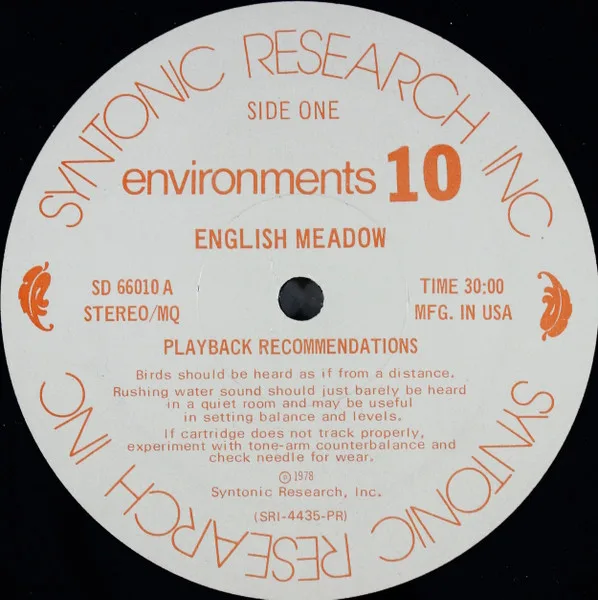 SYNTONIC RESEARCH INC
SIDE ONE
environments 10
ENGLISH MEADOW
SD 66010 A
STEREO/MQ
TIME 30:00
MFG. IN USA
PLAYBACK RECOMMENDATIONS
Birds should be heard as if from a distance.
Rushing water sound should just barely be heard
in a quiet room and may be useful
in setting balance and levels.
If cartridge does not track properly,
experiment with tone-arm counterbalance and
check needle for wear.
℗ 1978
Syntonic Research, Inc.
(SRI-4435-PR)
SYNTONIC RESEARCH INC